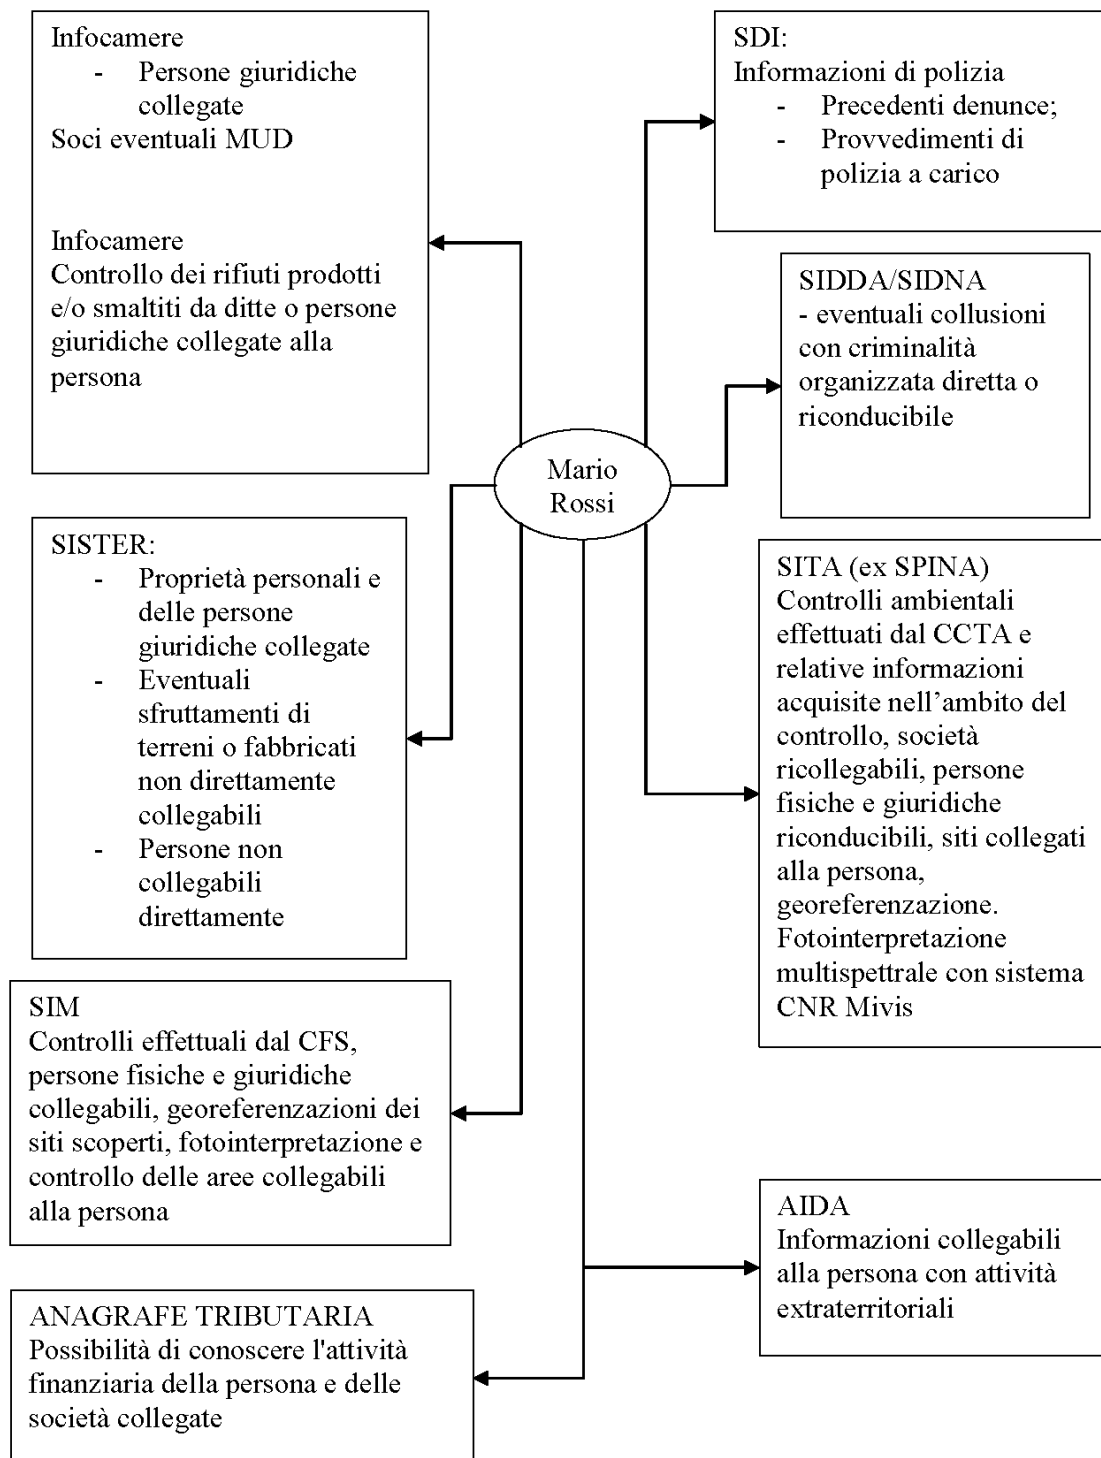 Infocamere
- Persone giuridiche
collegate
Soci eventuali MUD
Infocamere
Controllo dei rifiuti prodotti
e/o smaltiti da ditte o persone
giuridiche collegate alla
persona
SDI:
Informazioni di polizia
- Precedenti denunce;
- Provvedimenti di
polizia a carico
SIDDA/SIDNA
- eventuali collusioni
con criminalità
organizzata diretta o
riconducibile
Mario
Rossi
SISTER:
- Proprietà personali e
delle persone
giuridiche collegate
- Eventuali
sfruttamenti di
terreni o fabbricati
non direttamente
collegabili
- Persone non
collegabili
direttamente
SITA (ex SPINA)
Controlli ambientali
effettuati dal CCTA e
relative informazioni
acquisite nell’ambito del
controllo, società
ricollegabili, persone
fisiche e giuridiche
riconducibili, siti collegati
alla persona,
georeferenzazione.
Fotointerpretazione
multispettrale con sistema
CNR Mivis
SIM
Controlli effettuali dal CFS,
persone fisiche e giuridiche
collegabili, georeferenzazioni dei
siti scoperti, fotointerpretazione e
controllo delle aree collegabili
alla persona
AIDA
Informazioni collegabili
alla persona con attività
extraterritoriali
ANAGRAFE TRIBUTARIA
Possibilità di conoscere l'attività
finanziaria della persona e delle
società collegate